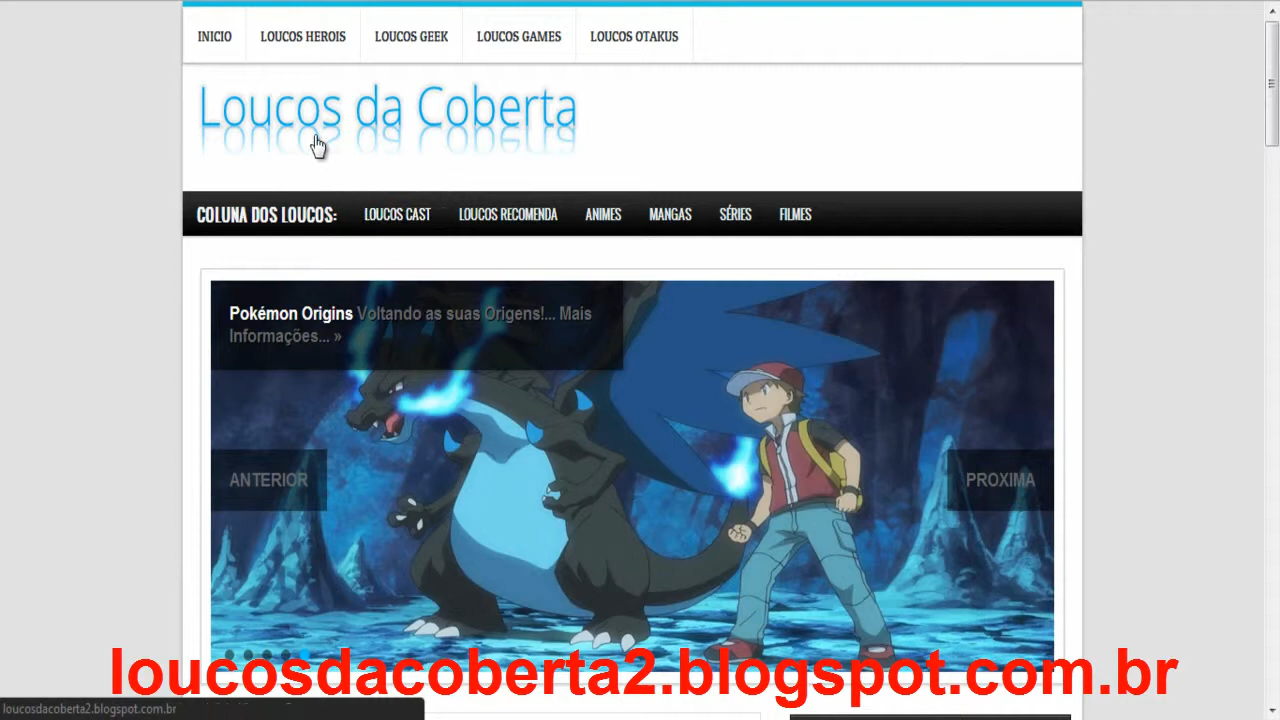 INICIO LOUCOS HEROIS LOUCOS GEEK LOUCOS GAMES LOUCOS OTAKUS
Loucos da Coberta
COLUNA DOS LOUCOS: LOUCOS CAST LOUCOS RECOMENDA ANIMES MANGAS SÉRIES FILMES
Pokémon Origins Voltando as suas Origens!... Mais
Informações... »
ANTERIOR
PROXIMA
loucosdacoberta2.blogspot.com.br
loucosdacoberta2.blogspot.com.br